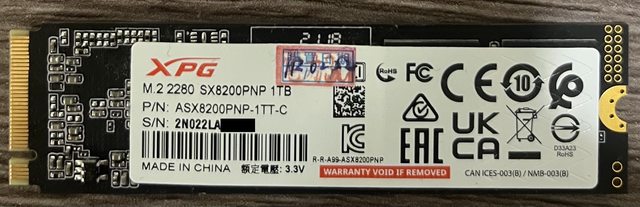 2118
XPG
M.2 2280 SX8200PNP 1TB
P/N: ASX8200PNP-1TT-C
S/N: 2N022LA
MADE IN CHINA 額定電壓: 3.3V
R-R-A99-ASX8200PNP
WARRANTY VOID IF REMOVED
RoHS
FC
CE
10
EAC
UK
CA
D33A23
RoHS
CAN ICES-003(B) / NMB-003(B)